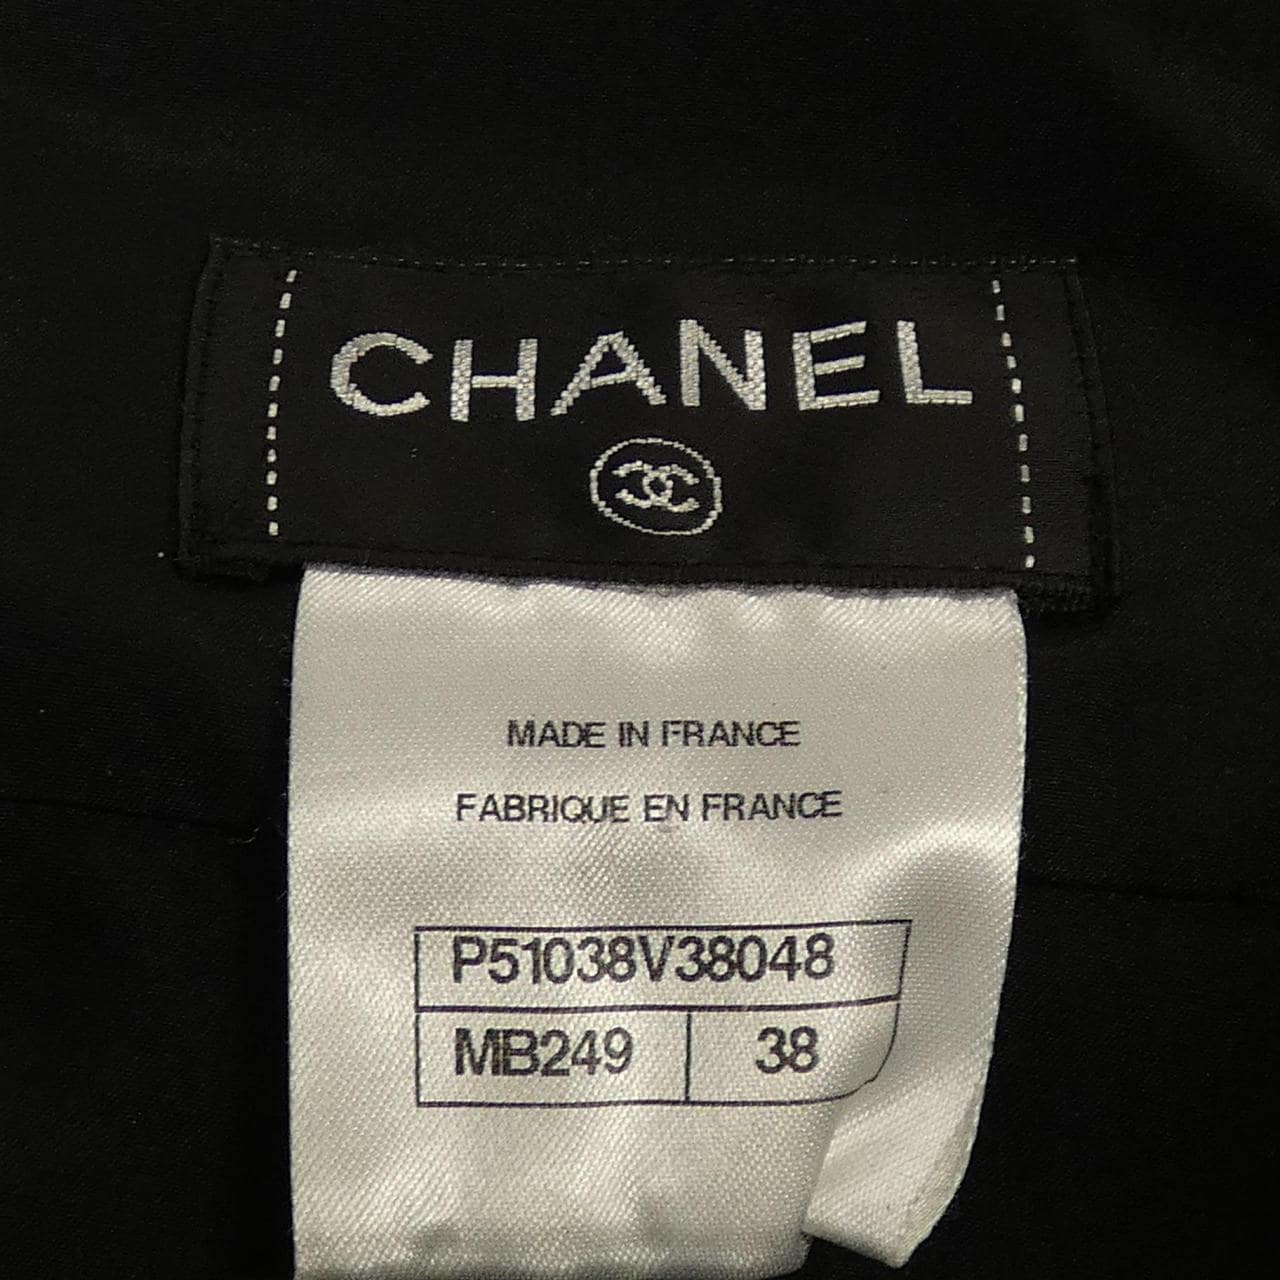 CHANEL
MADE IN FRANCE
FABRIQUE EN FRANCE
P51038V38048
MB249 38